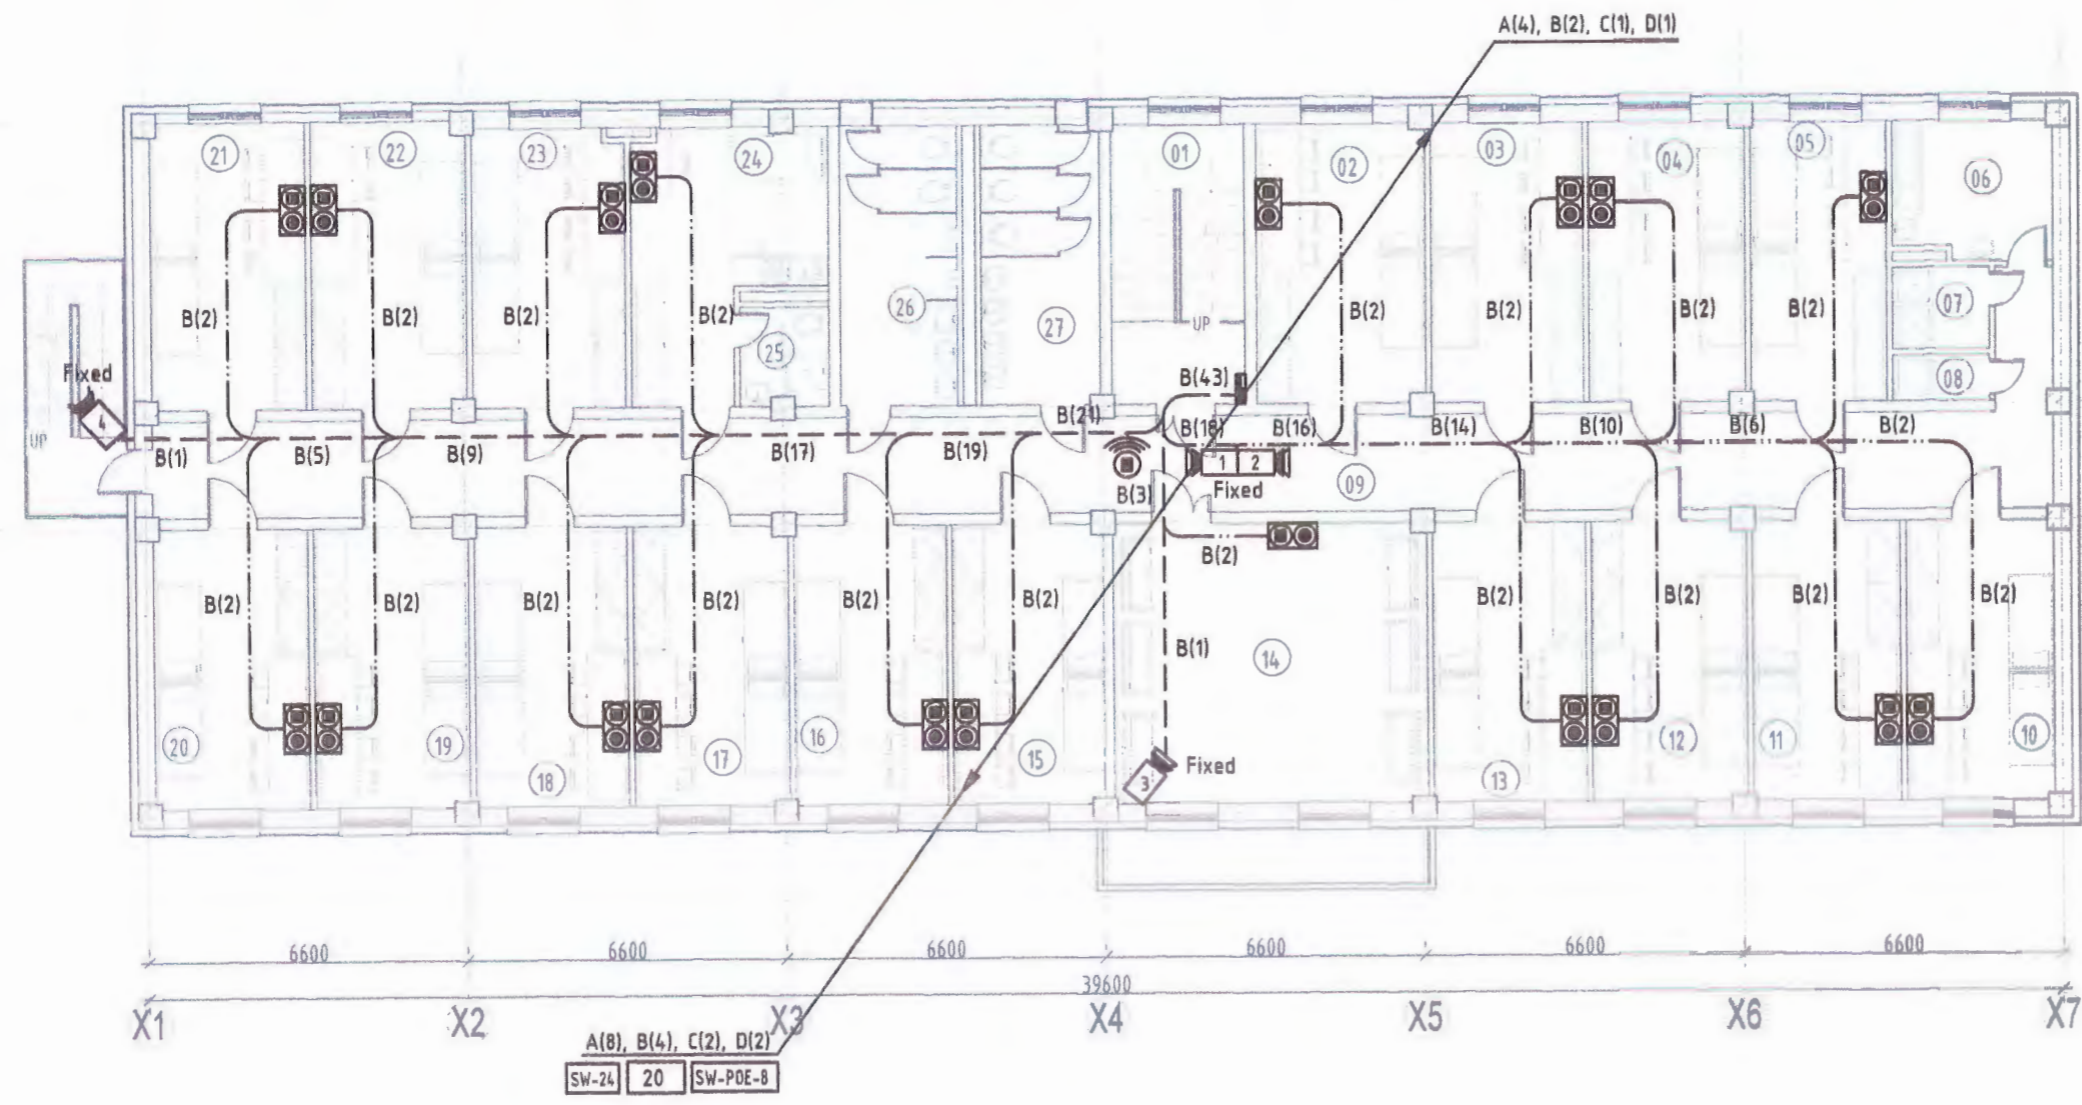 A(4), B(2), C(1), D(1)
21
22
23
24
01
02
03
04
05
06
B(2)
B(2)
B(2)
B(2)
25
26
27
UP
B(2)
B(2)
B(2)
B(2)
07
08
Fixed
4
UP
B(43)
B(1)
B(5)
B(9)
B(17)
B(19)
B(21)
B(18)
B(16)
B(14)
B(10)
B(6)
B(2)
1
2
Fixed
B(3)
09
B(2)
B(2)
B(2)
B(2)
B(2)
B(2)
B(2)
B(1)
14
B(2)
B(2)
B(2)
B(2)
20
19
18
17
16
15
3
Fixed
13
12
11
10
6600
6600
6600
6600
6600
6600
39600
X1
X2
X3
X4
X5
X6
X7
A(8), B(4), C(2), D(2)
SW-24
20
SW-POE-8